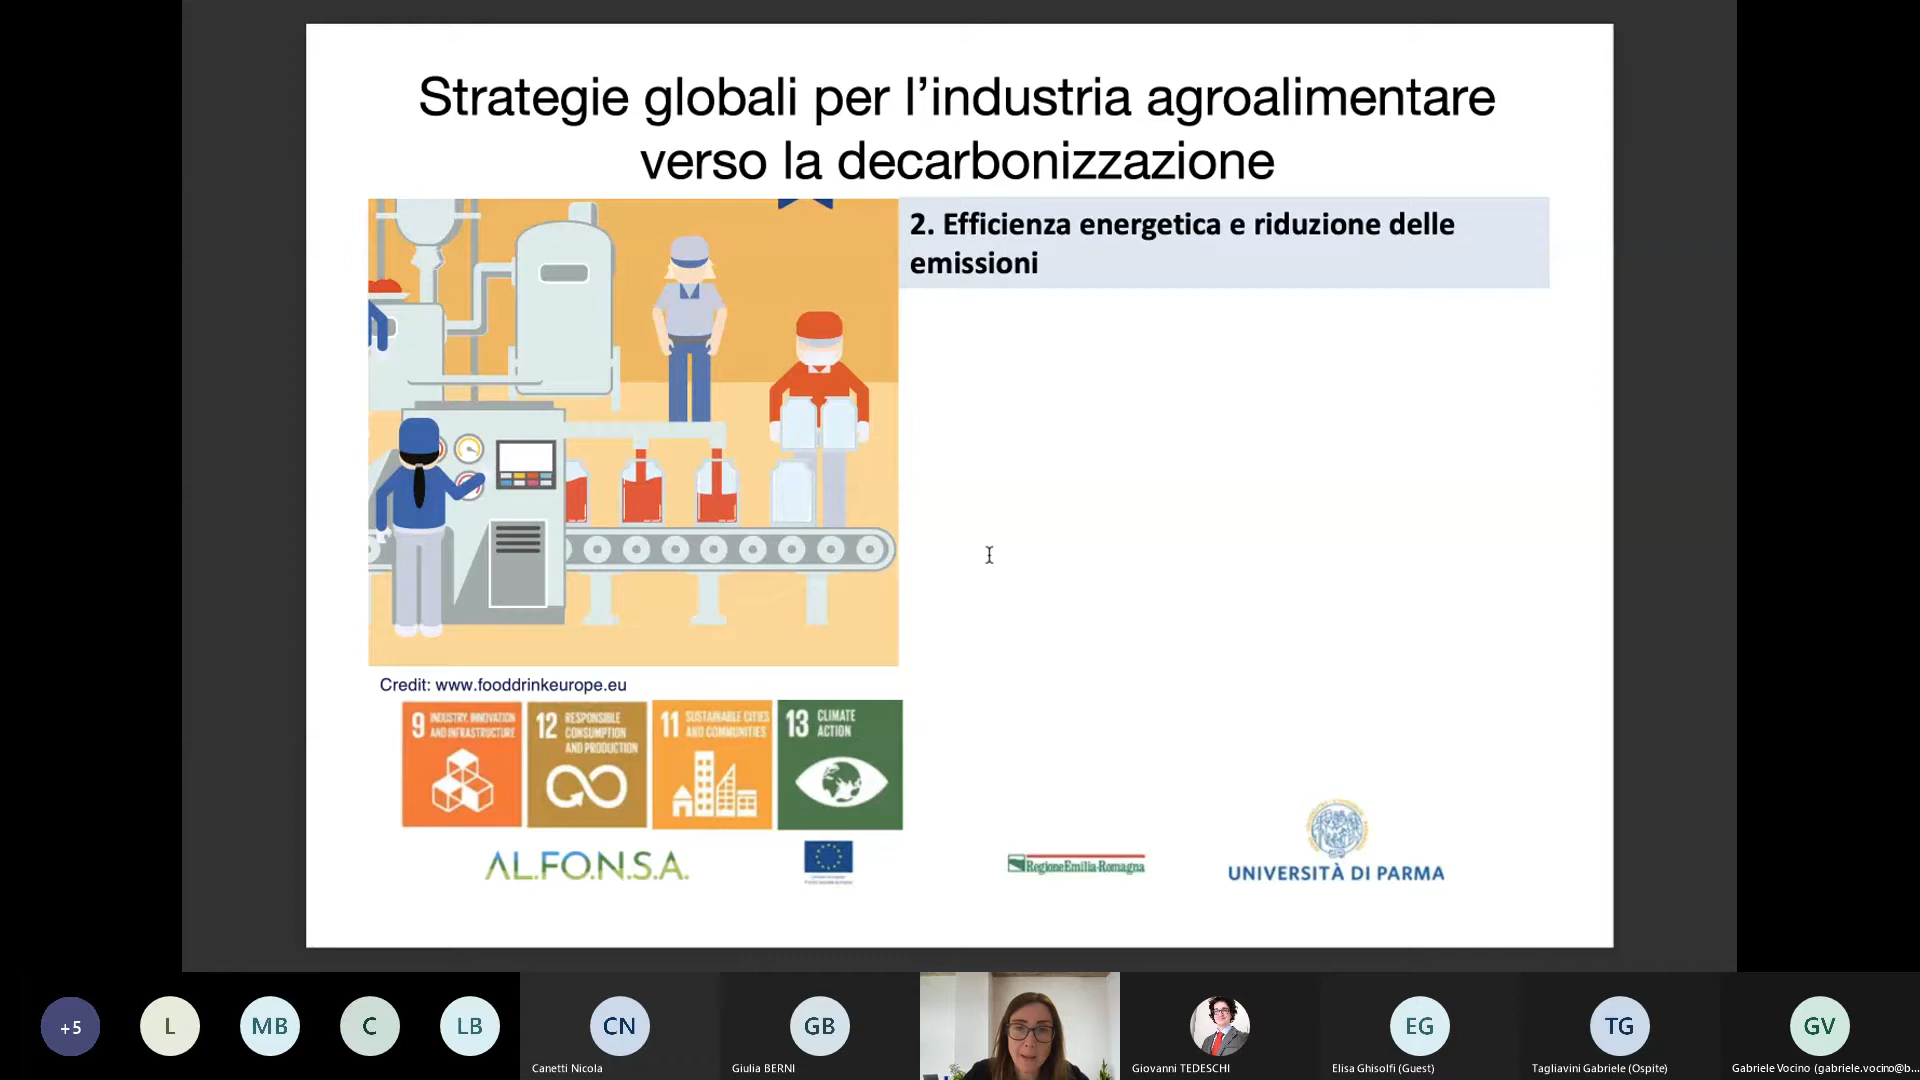 Strategie globali per l’industria agroalimentare
verso la decarbonizzazione
2. Efficienza energetica e riduzione delle
emissioni
Credit: www.fooddrinkeurope.eu
9 INDUSTRY, INNOVATION
AND INFRASTRUCTURE
12 RESPONSIBLE
CONSUMPTION
AND PRODUCTION
11 SUSTAINABLE CITIES
AND COMMUNITIES
13 CLIMATE
ACTION
AL.FO.N.S.A.
RegioneEmilia-Romagna
UNIVERSITÀ DI PARMA
+5
L
MB
C
LB
CN
Canetti Nicola
GB
Giulia BERNI
Giovanni TEDESCHI
EG
Elisa Ghisolfi (Guest)
TG
Tagliavini Gabriele (Ospite)
GV
Gabriele Vocino (gabriele.vocino@b...